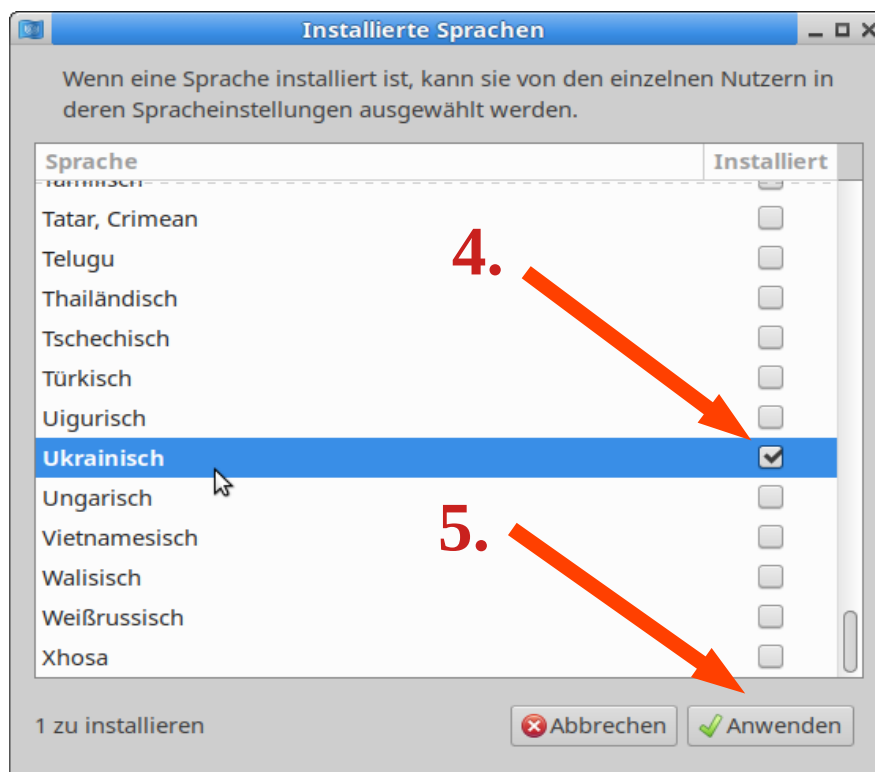 Installierte Sprachen
Wenn eine Sprache installiert ist, kann sie von den einzelnen Nutzern in
deren Spracheinstellungen ausgewählt werden.
Sprache Installiert
Tatar, Crimean
4.
Telugu
Thailändisch
Tschechisch
Türkisch
Uigurisch
Ukrainisch
Ungarisch
5.
Vietnamesisch
Walisisch
Weißrussisch
Xhosa
1 zu installieren Abbrechen Anwenden